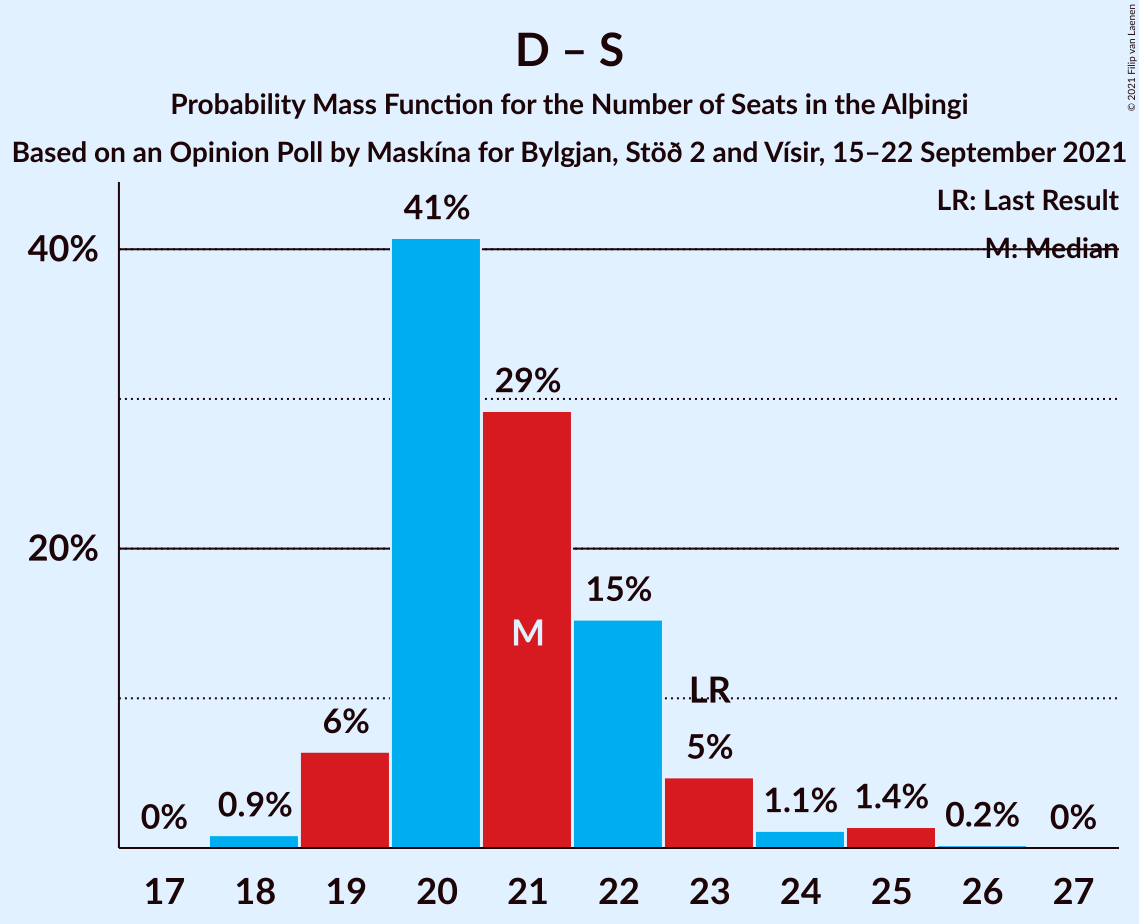 D – S
Probability Mass Function for the Number of Seats in the Alþingi
Based on an Opinion Poll by Maskína for Bylgjan, Stöð 2 and Vísir, 15–22 September 2021
© 2021 Filip van Laenen
LR: Last Result
M: Median
40%
20%
0%
0.9%
6%
41%
29%
M
15%
LR
5%
1.1%
1.4%
0.2%
0%
17 18 19 20 21 22 23 24 25 26 27